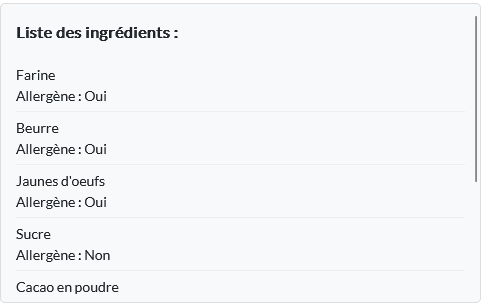 Liste des ingrédients :
Farine
Allergène : Oui
Beurre
Allergène : Oui
Jaunes d'oeufs
Allergène : Oui
Sucre
Allergène : Non
Cacao en poudre